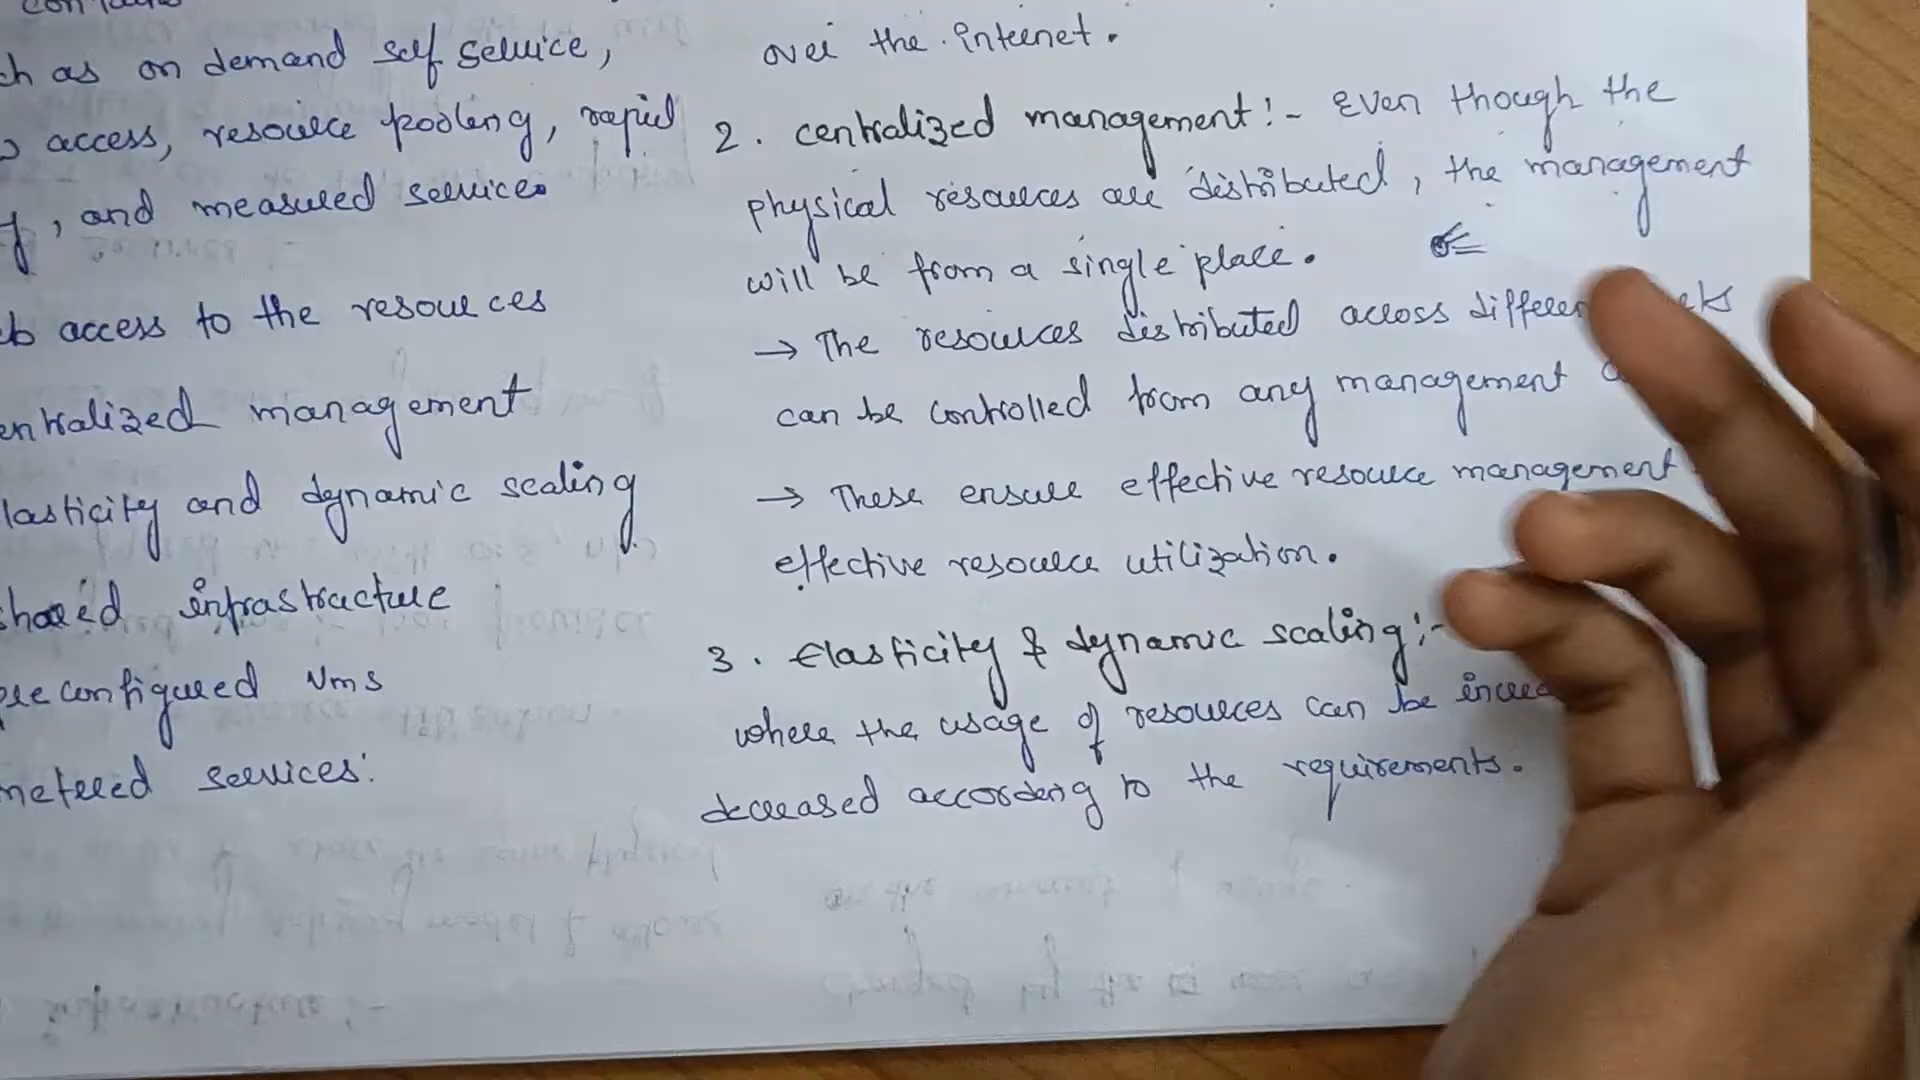 ch as on demand self service,
access, resource pooling, rapid
, and measured services
access to the resources
entralized management
lasticity and dynamic scaling
shared infrastructure
preconfigured Vms
metered services:
over the internet.
2. centralized management:- Even though the
physical resources are distributed, the management
will be from a single place.
→ The resources distributed across differen
can be controlled from any management
→ These ensure effective resource management
effective resource utilization.
3. Elasticity & dynamic scaling:-
where the usage of resources can be increa
decreased according to the requirements.